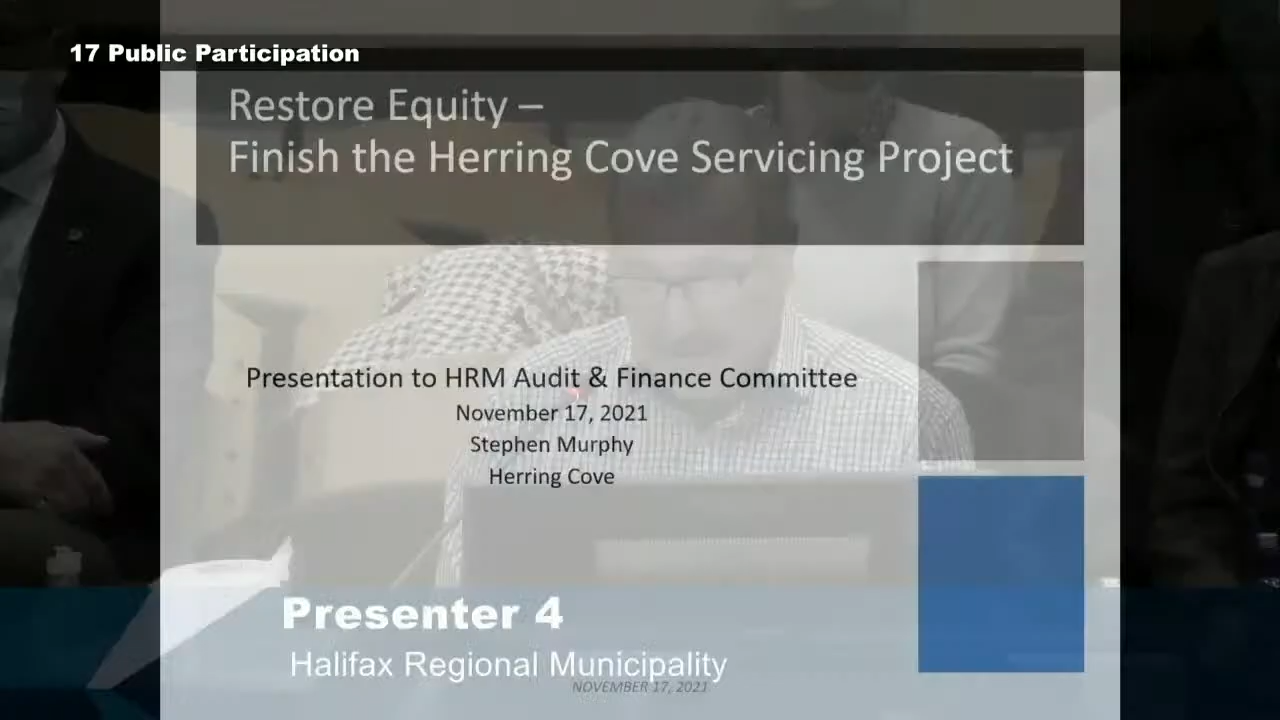 17 Public Participation
Restore Equity –
Finish the Herring Cove Servicing Project
Presentation to HRM Audit & Finance Committee
November 17, 2021
Stephen Murphy
Herring Cove
Presenter 4
Halifax Regional Municipality
NOVEMBER 17, 2021